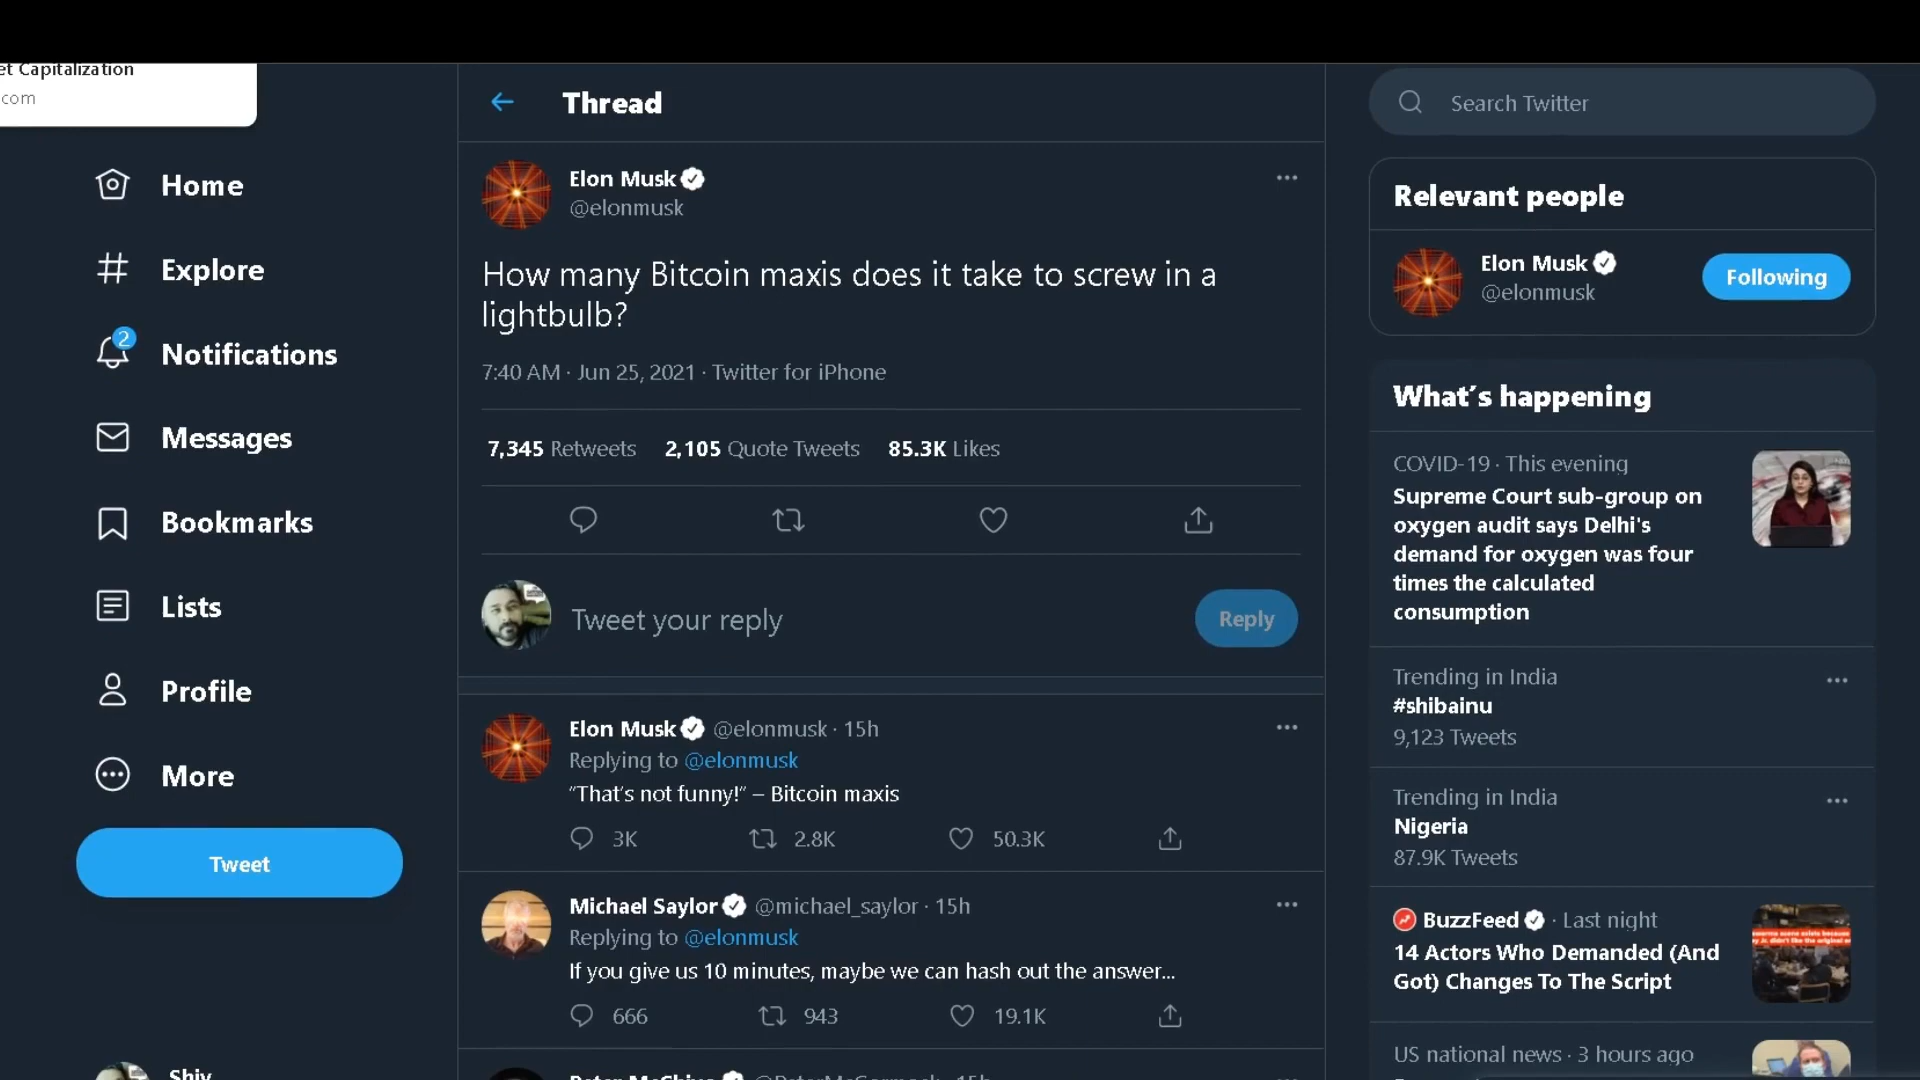 et Capitalization
com
Home
Explore
2
Notifications
Messages
Bookmarks
Lists
Profile
More
Tweet
Shiv
Thread
Elon Musk
@elonmusk
How many Bitcoin maxis does it take to screw in a
lightbulb?
7:40 AM · Jun 25, 2021 · Twitter for iPhone
7,345 Retweets 2,105 Quote Tweets 85.3K Likes
Tweet your reply
Reply
Elon Musk @elonmusk · 15h
Replying to @elonmusk
“That’s not funny!” – Bitcoin maxis
3K 2.8K 50.3K
Michael Saylor @michael_saylor · 15h
Replying to @elonmusk
If you give us 10 minutes, maybe we can hash out the answer...
666 943 19.1K
Search Twitter
Relevant people
Elon Musk
@elonmusk
Following
What’s happening
COVID-19 · This evening
Supreme Court sub-group on
oxygen audit says Delhi's
demand for oxygen was four
times the calculated
consumption
Trending in India
#shibainu
9,123 Tweets
Trending in India
Nigeria
87.9K Tweets
BuzzFeed · Last night
14 Actors Who Demanded (And
Got) Changes To The Script
US national news · 3 hours ago